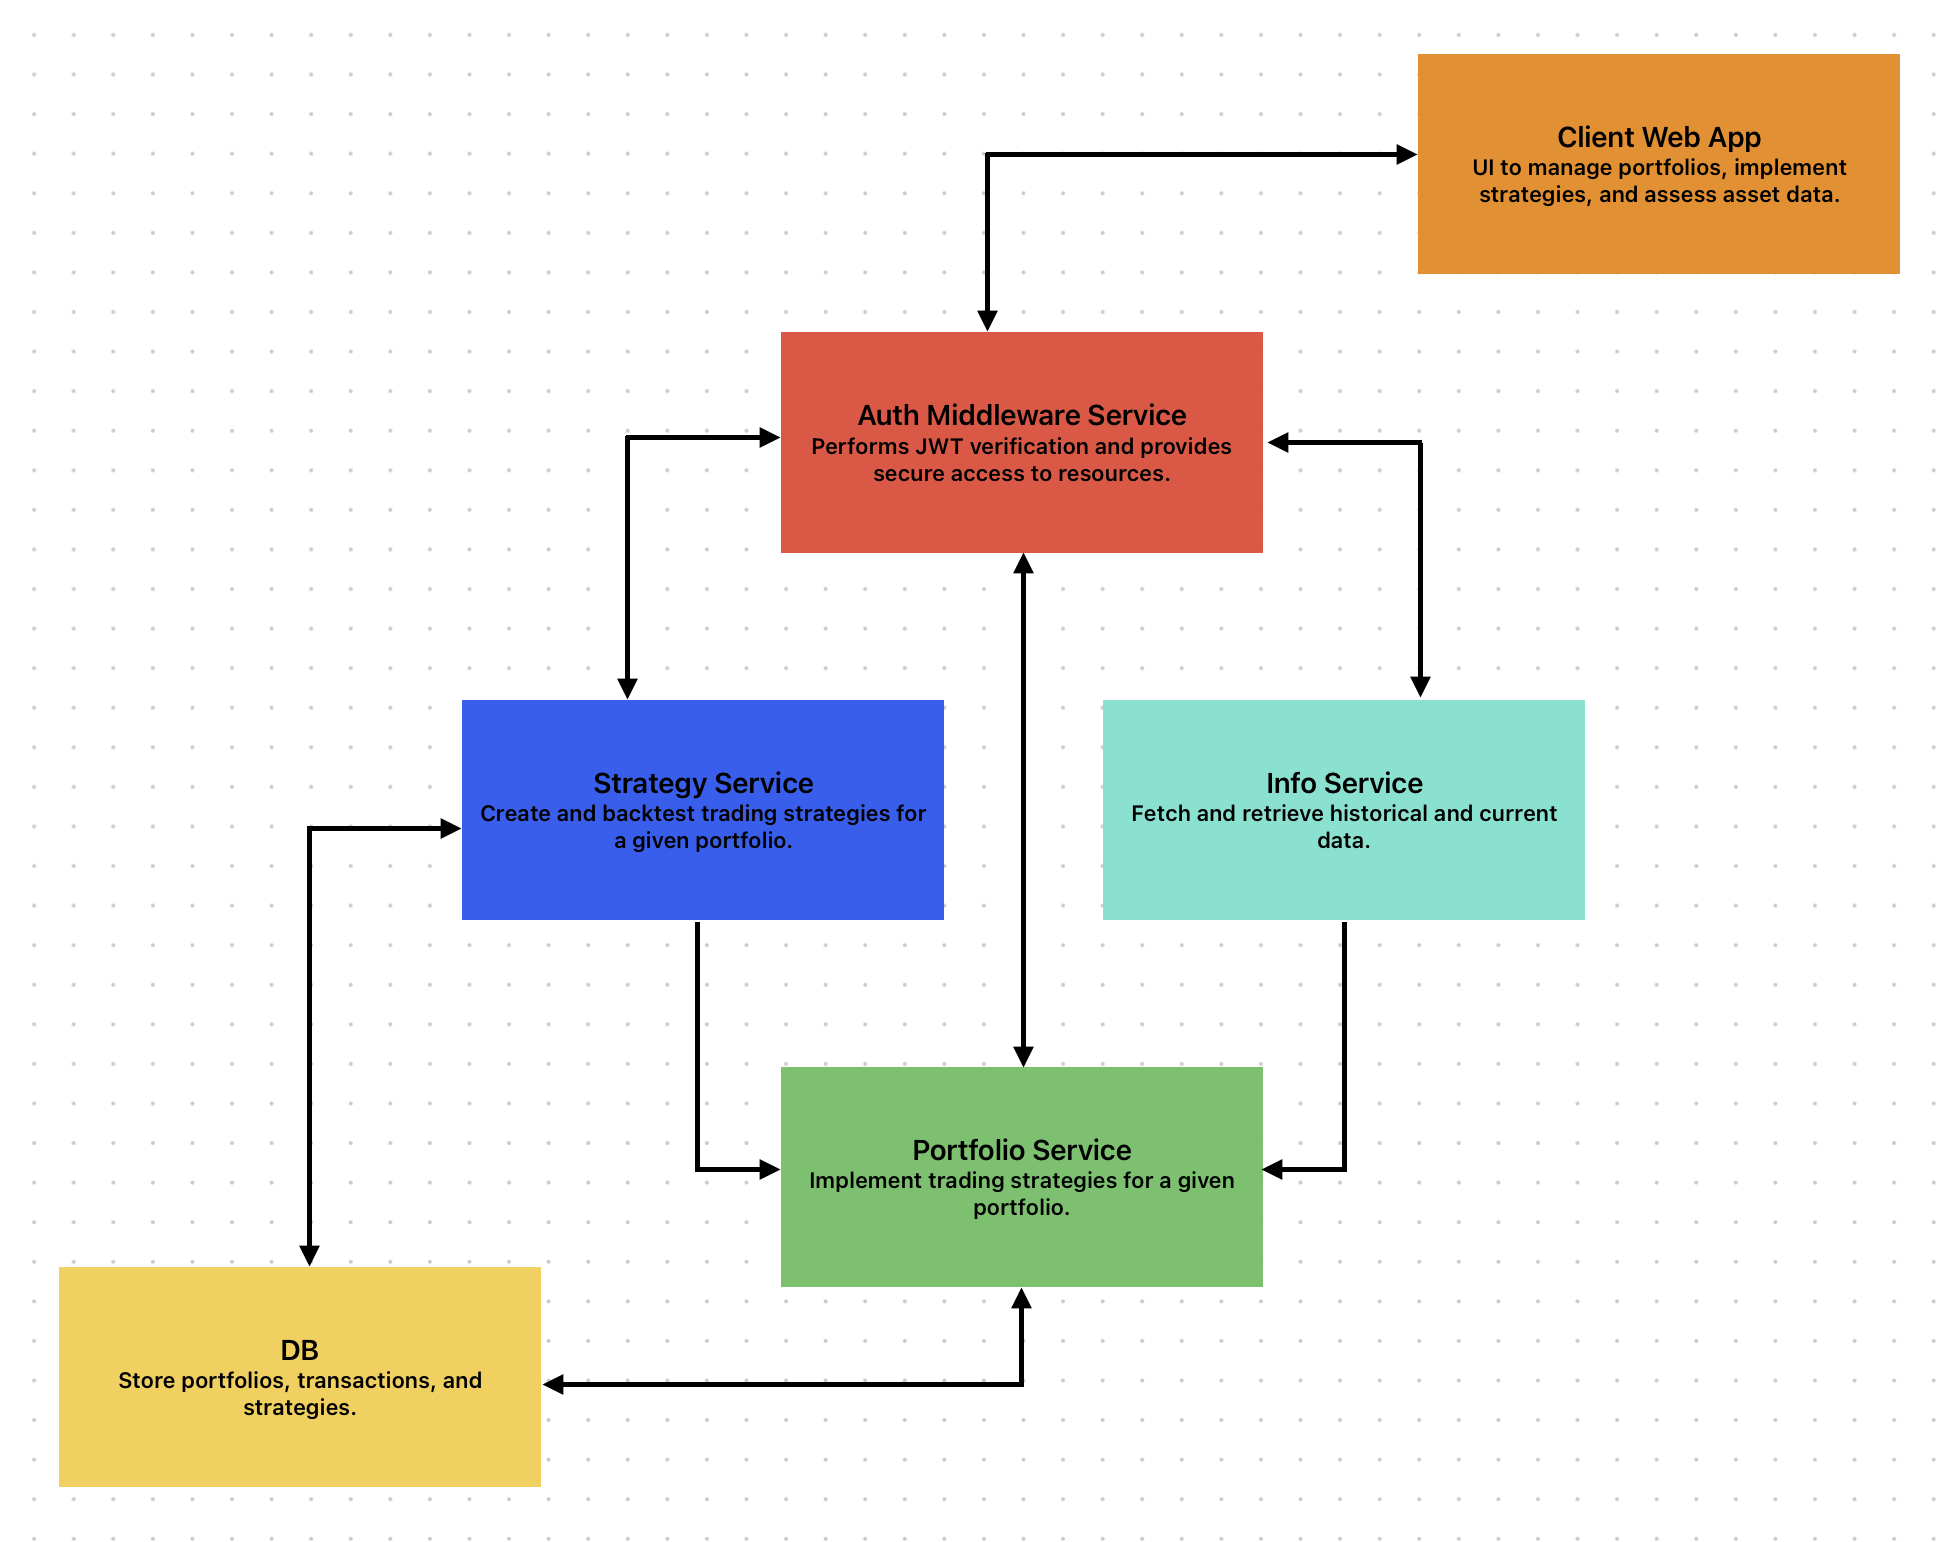 Client Web App
UI to manage portfolios, implement
strategies, and assess asset data.
Auth Middleware Service
Performs JWT verification and provides
secure access to resources.
Strategy Service
Create and backtest trading strategies for
a given portfolio.
Info Service
Fetch and retrieve historical and current
data.
Portfolio Service
Implement trading strategies for a given
portfolio.
DB
Store portfolios, transactions, and
strategies.